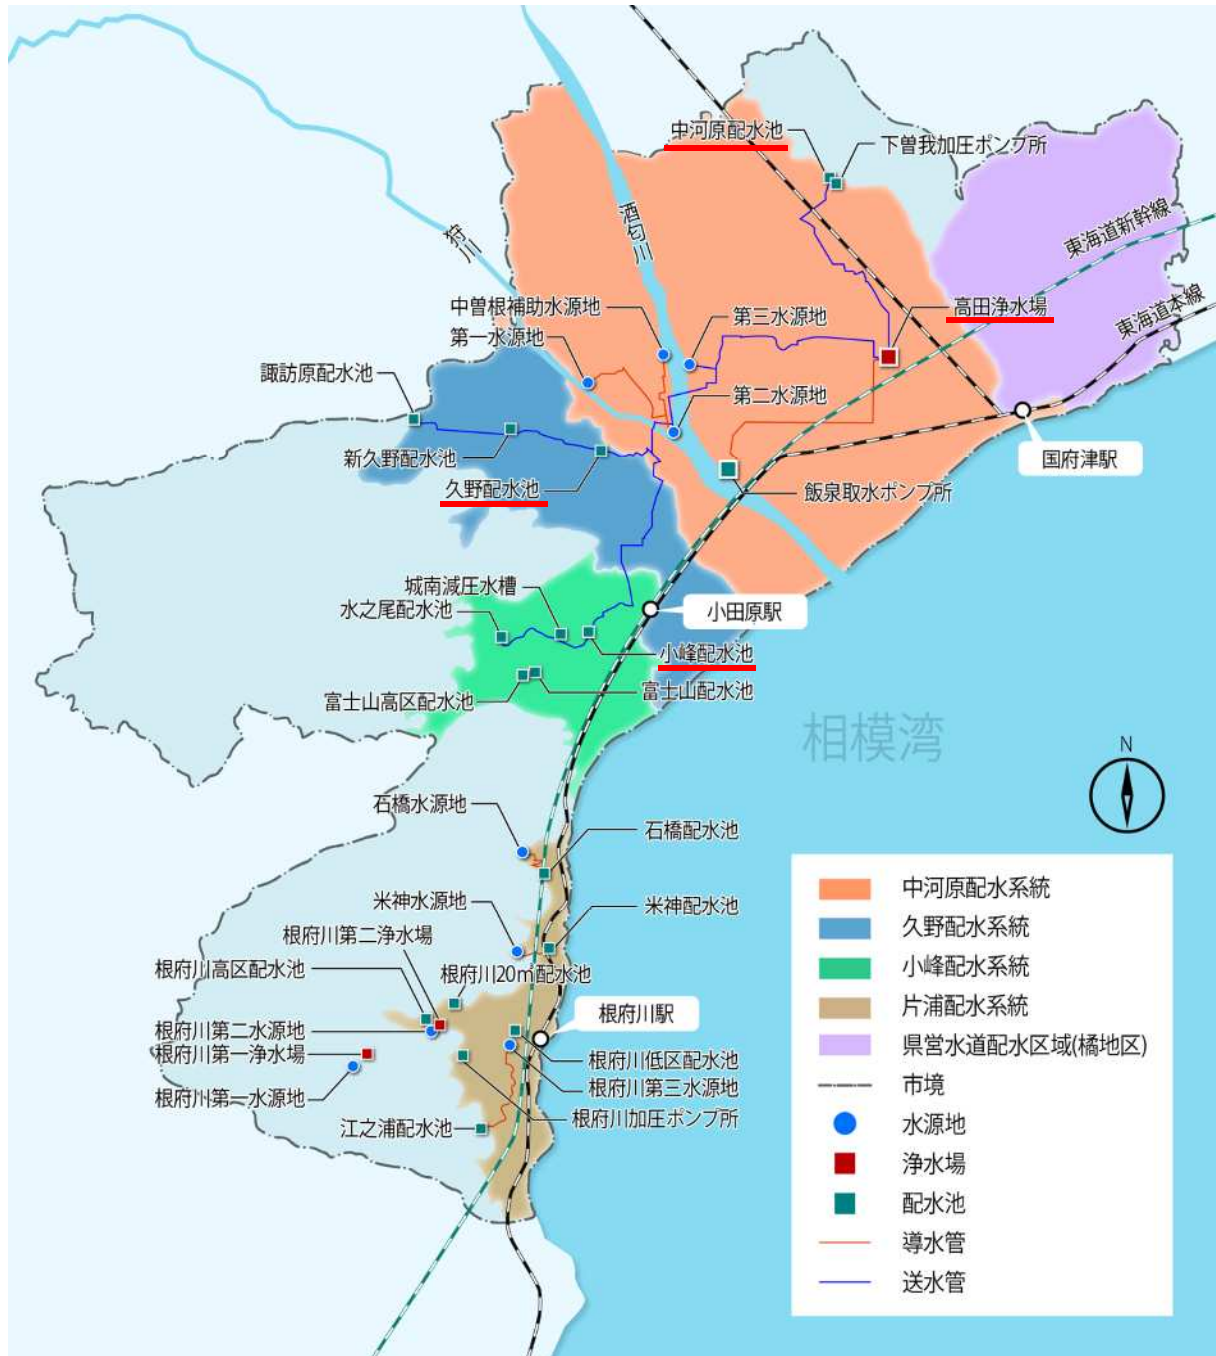 中河原配水池
下曽我加圧ポンプ所
酒匂川
狩川
東海道新幹線
中曽根補助水源地
第三水源地
高田浄水場
東海道本線
第一水源地
諏訪原配水池
第二水源地
新久野配水池
国府津駅
久野配水池
飯泉取水ポンプ所
城南減圧水槽
水之尾配水池
小田原駅
小峰配水池
富士山高区配水池
富士山配水池
相模湾
N
石橋水源地
石橋配水池
米神水源地
米神配水池
根府川第二浄水場
根府川高区配水池
根府川20㎥配水池
根府川駅
根府川第二水源地
根府川第一浄水場
根府川低区配水池
根府川第一水源地
根府川第三水源地
江之浦配水池
根府川加圧ポンプ所
中河原配水系統
久野配水系統
小峰配水系統
片浦配水系統
県営水道配水区域(橘地区)
市境
水源地
浄水場
配水池
導水管
送水管